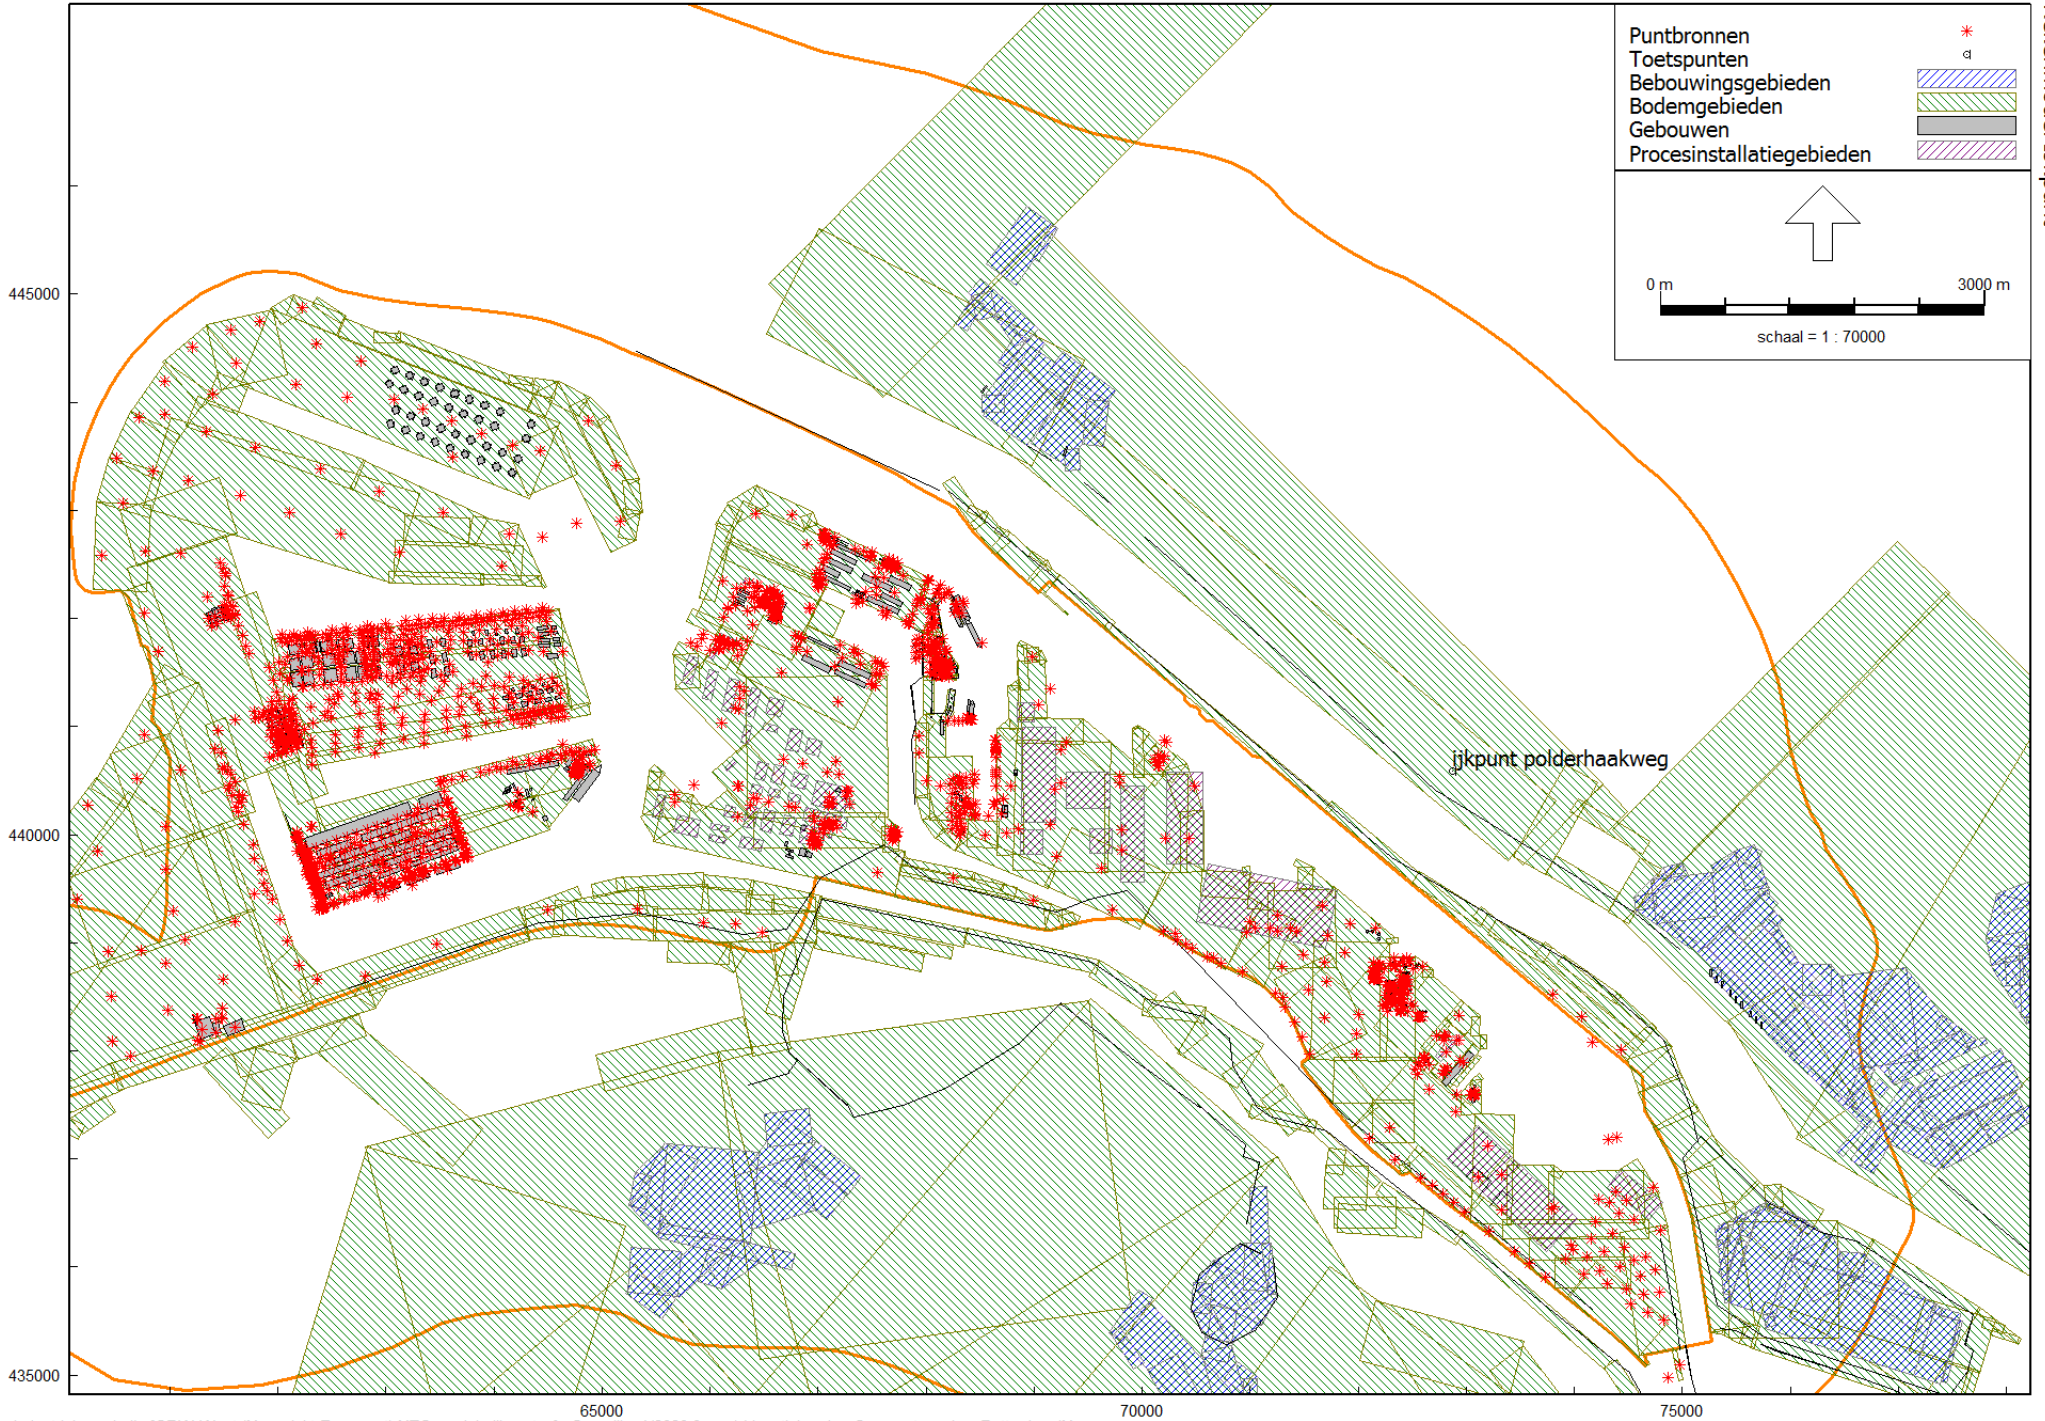 Puntbronnen
Toetspunten
Bebouwingsgebieden
Bodemgebieden
Gebouwen
Procesinstallatiegebieden
0 m
3000 m
schaal = 1 : 70000
445000
ijkpunt polderhaakweg
440000
435000
65000
70000
75000